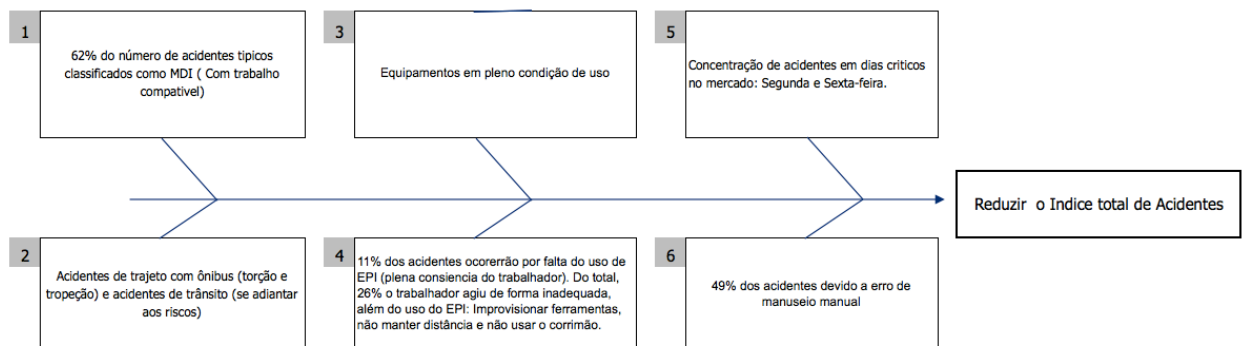 1
62% do número de acidentes tipicos
classificados como MDI ( Com trabalho
compativel)
3
Equipamentos em pleno condição de uso
5
Concentração de acidentes em dias criticos
no mercado: Segunda e Sexta-feira.
Reduzir o Indice total de Acidentes
2
Acidentes de trajeto com ônibus (torção e
tropeção) e acidentes de trânsito (se adiantar
aos riscos)
4
11% dos acidentes ocorerrão por falta do uso de
EPI (plena consiencia do trabalhador). Do total,
26% o trabalhador agiu de forma inadequada,
além do uso do EPI: Improvisionar ferramentas,
não manter distância e não usar o corrimão.
6
49% dos acidentes devido a erro de
manuseio manual